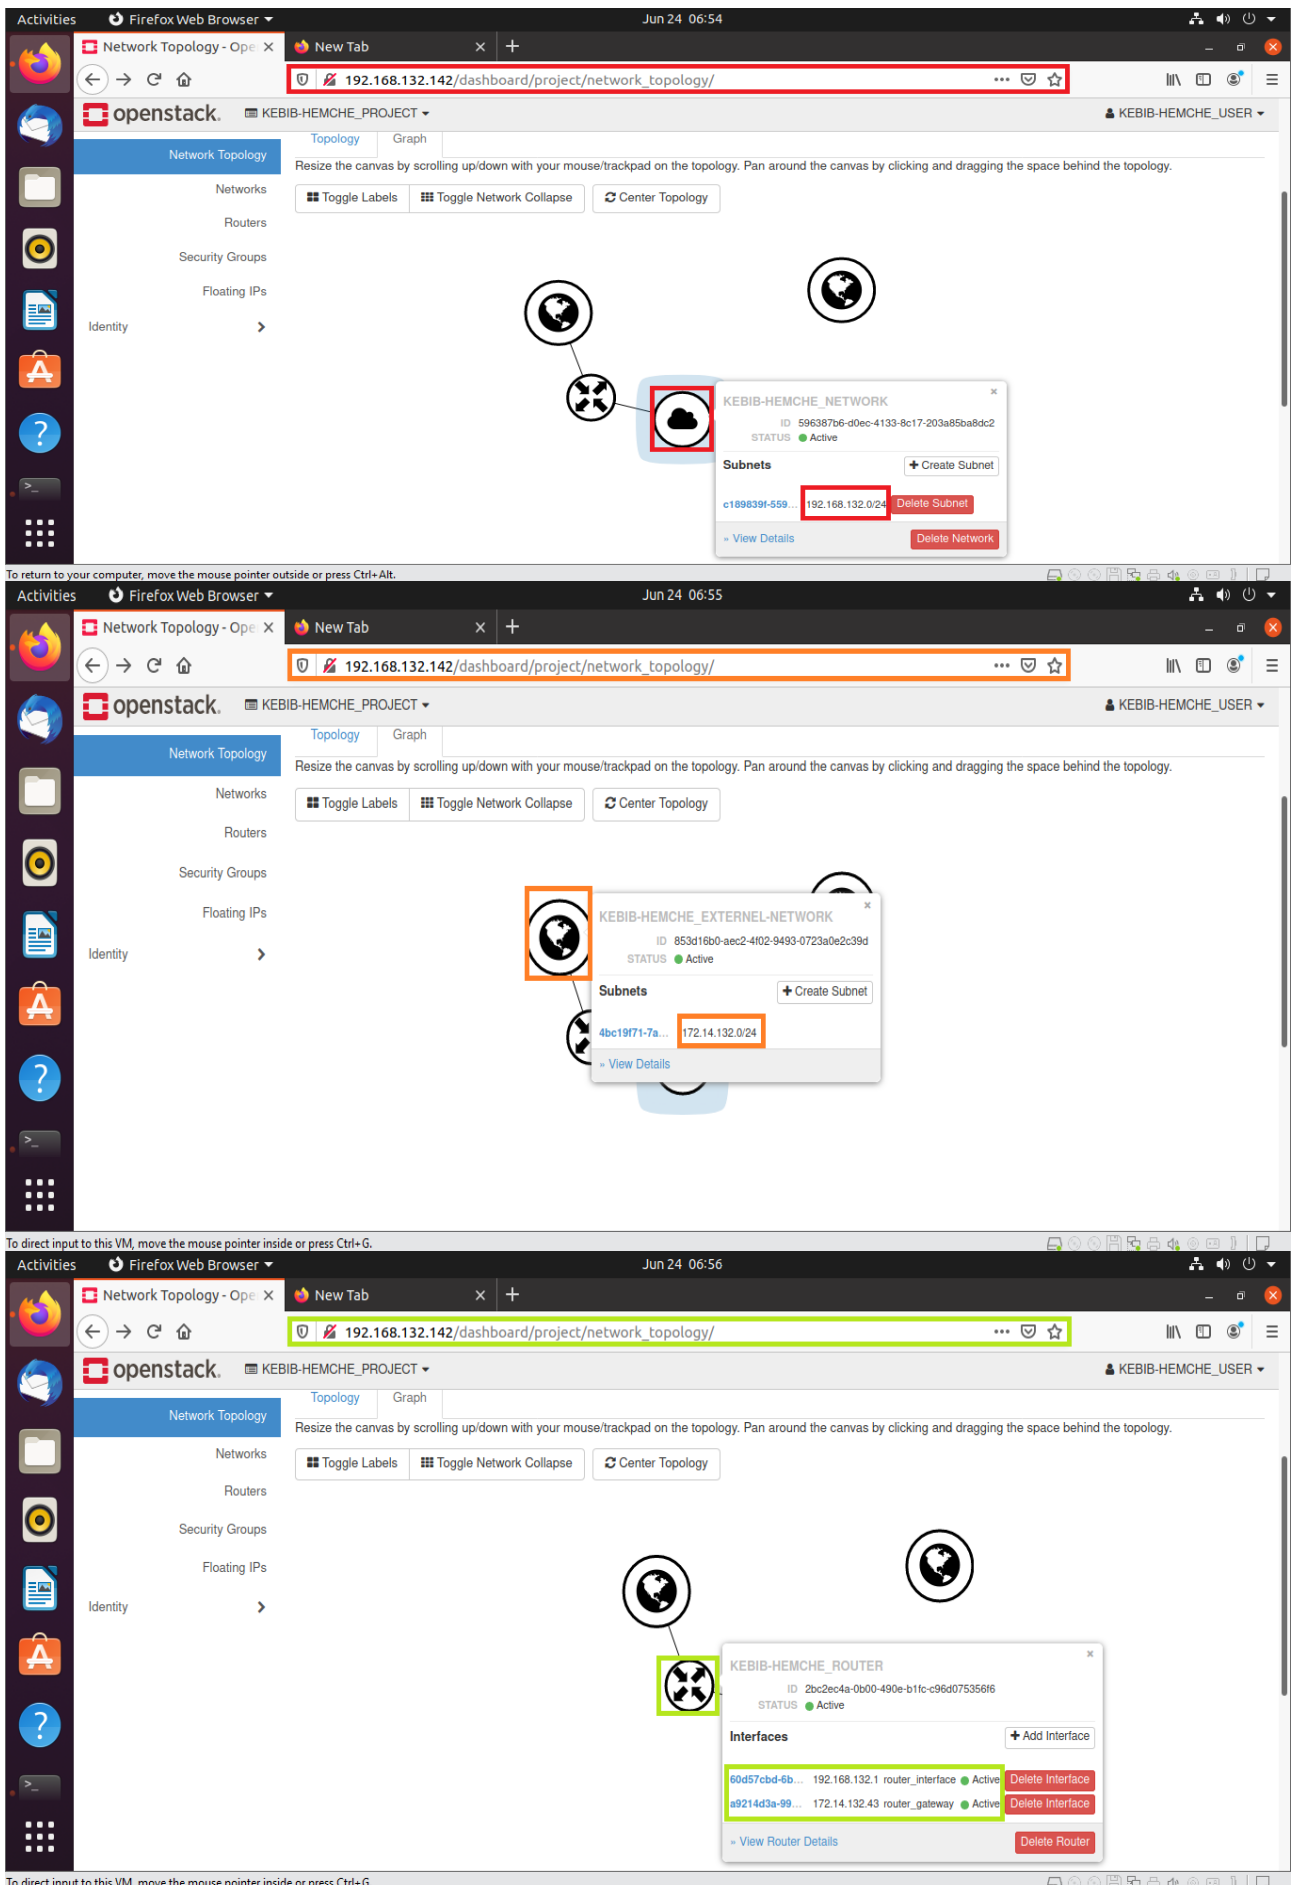 Activities Firefox Web Browser Jun 24 06:54
Network Topology - Ope New Tab
192.168.132.142/dashboard/project/network_topology/
openstack. KEBIB-HEMCHE_PROJECT KEBIB-HEMCHE_USER
Topology Graph
Network Topology
Resize the canvas by scrolling up/down with your mouse/trackpad on the topology. Pan around the canvas by clicking and dragging the space behind the topology.
Networks
Toggle Labels Toggle Network Collapse Center Topology
Routers
Security Groups
Floating IPs
Identity
KEBIB-HEMCHE_NETWORK
ID 596387b6-d0ec-4133-8c17-203a85ba8dc2
STATUS Active
Subnets + Create Subnet
c189839f-559... 192.168.132.0/24 Delete Subnet
» View Details Delete Network
To return to your computer, move the mouse pointer outside or press Ctrl+Alt.
Activities Firefox Web Browser Jun 24 06:55
Network Topology - Ope New Tab
192.168.132.142/dashboard/project/network_topology/
openstack. KEBIB-HEMCHE_PROJECT KEBIB-HEMCHE_USER
Topology Graph
Network Topology
Resize the canvas by scrolling up/down with your mouse/trackpad on the topology. Pan around the canvas by clicking and dragging the space behind the topology.
Networks
Toggle Labels Toggle Network Collapse Center Topology
Routers
Security Groups
Floating IPs
Identity
KEBIB-HEMCHE_EXTERNEL-NETWORK
ID 853d16b0-aec2-4f02-9493-0723a0e2c39d
STATUS Active
Subnets + Create Subnet
4bc19f71-7a... 172.14.132.0/24
» View Details
To direct input to this VM, move the mouse pointer inside or press Ctrl+G.
Activities Firefox Web Browser Jun 24 06:56
Network Topology - Ope New Tab
192.168.132.142/dashboard/project/network_topology/
openstack. KEBIB-HEMCHE_PROJECT KEBIB-HEMCHE_USER
Topology Graph
Network Topology
Resize the canvas by scrolling up/down with your mouse/trackpad on the topology. Pan around the canvas by clicking and dragging the space behind the topology.
Networks
Toggle Labels Toggle Network Collapse Center Topology
Routers
Security Groups
Floating IPs
Identity
KEBIB-HEMCHE_ROUTER
ID 2bc2ec4a-0b00-490e-b1fc-c96d075356f6
STATUS Active
Interfaces + Add Interface
60d57cbd-6b... 192.168.132.1 router_interface Active Delete Interface
a9214d3a-99... 172.14.132.43 router_gateway Active Delete Interface
» View Router Details Delete Router
To direct input to this VM, move the mouse pointer inside or press Ctrl+G.